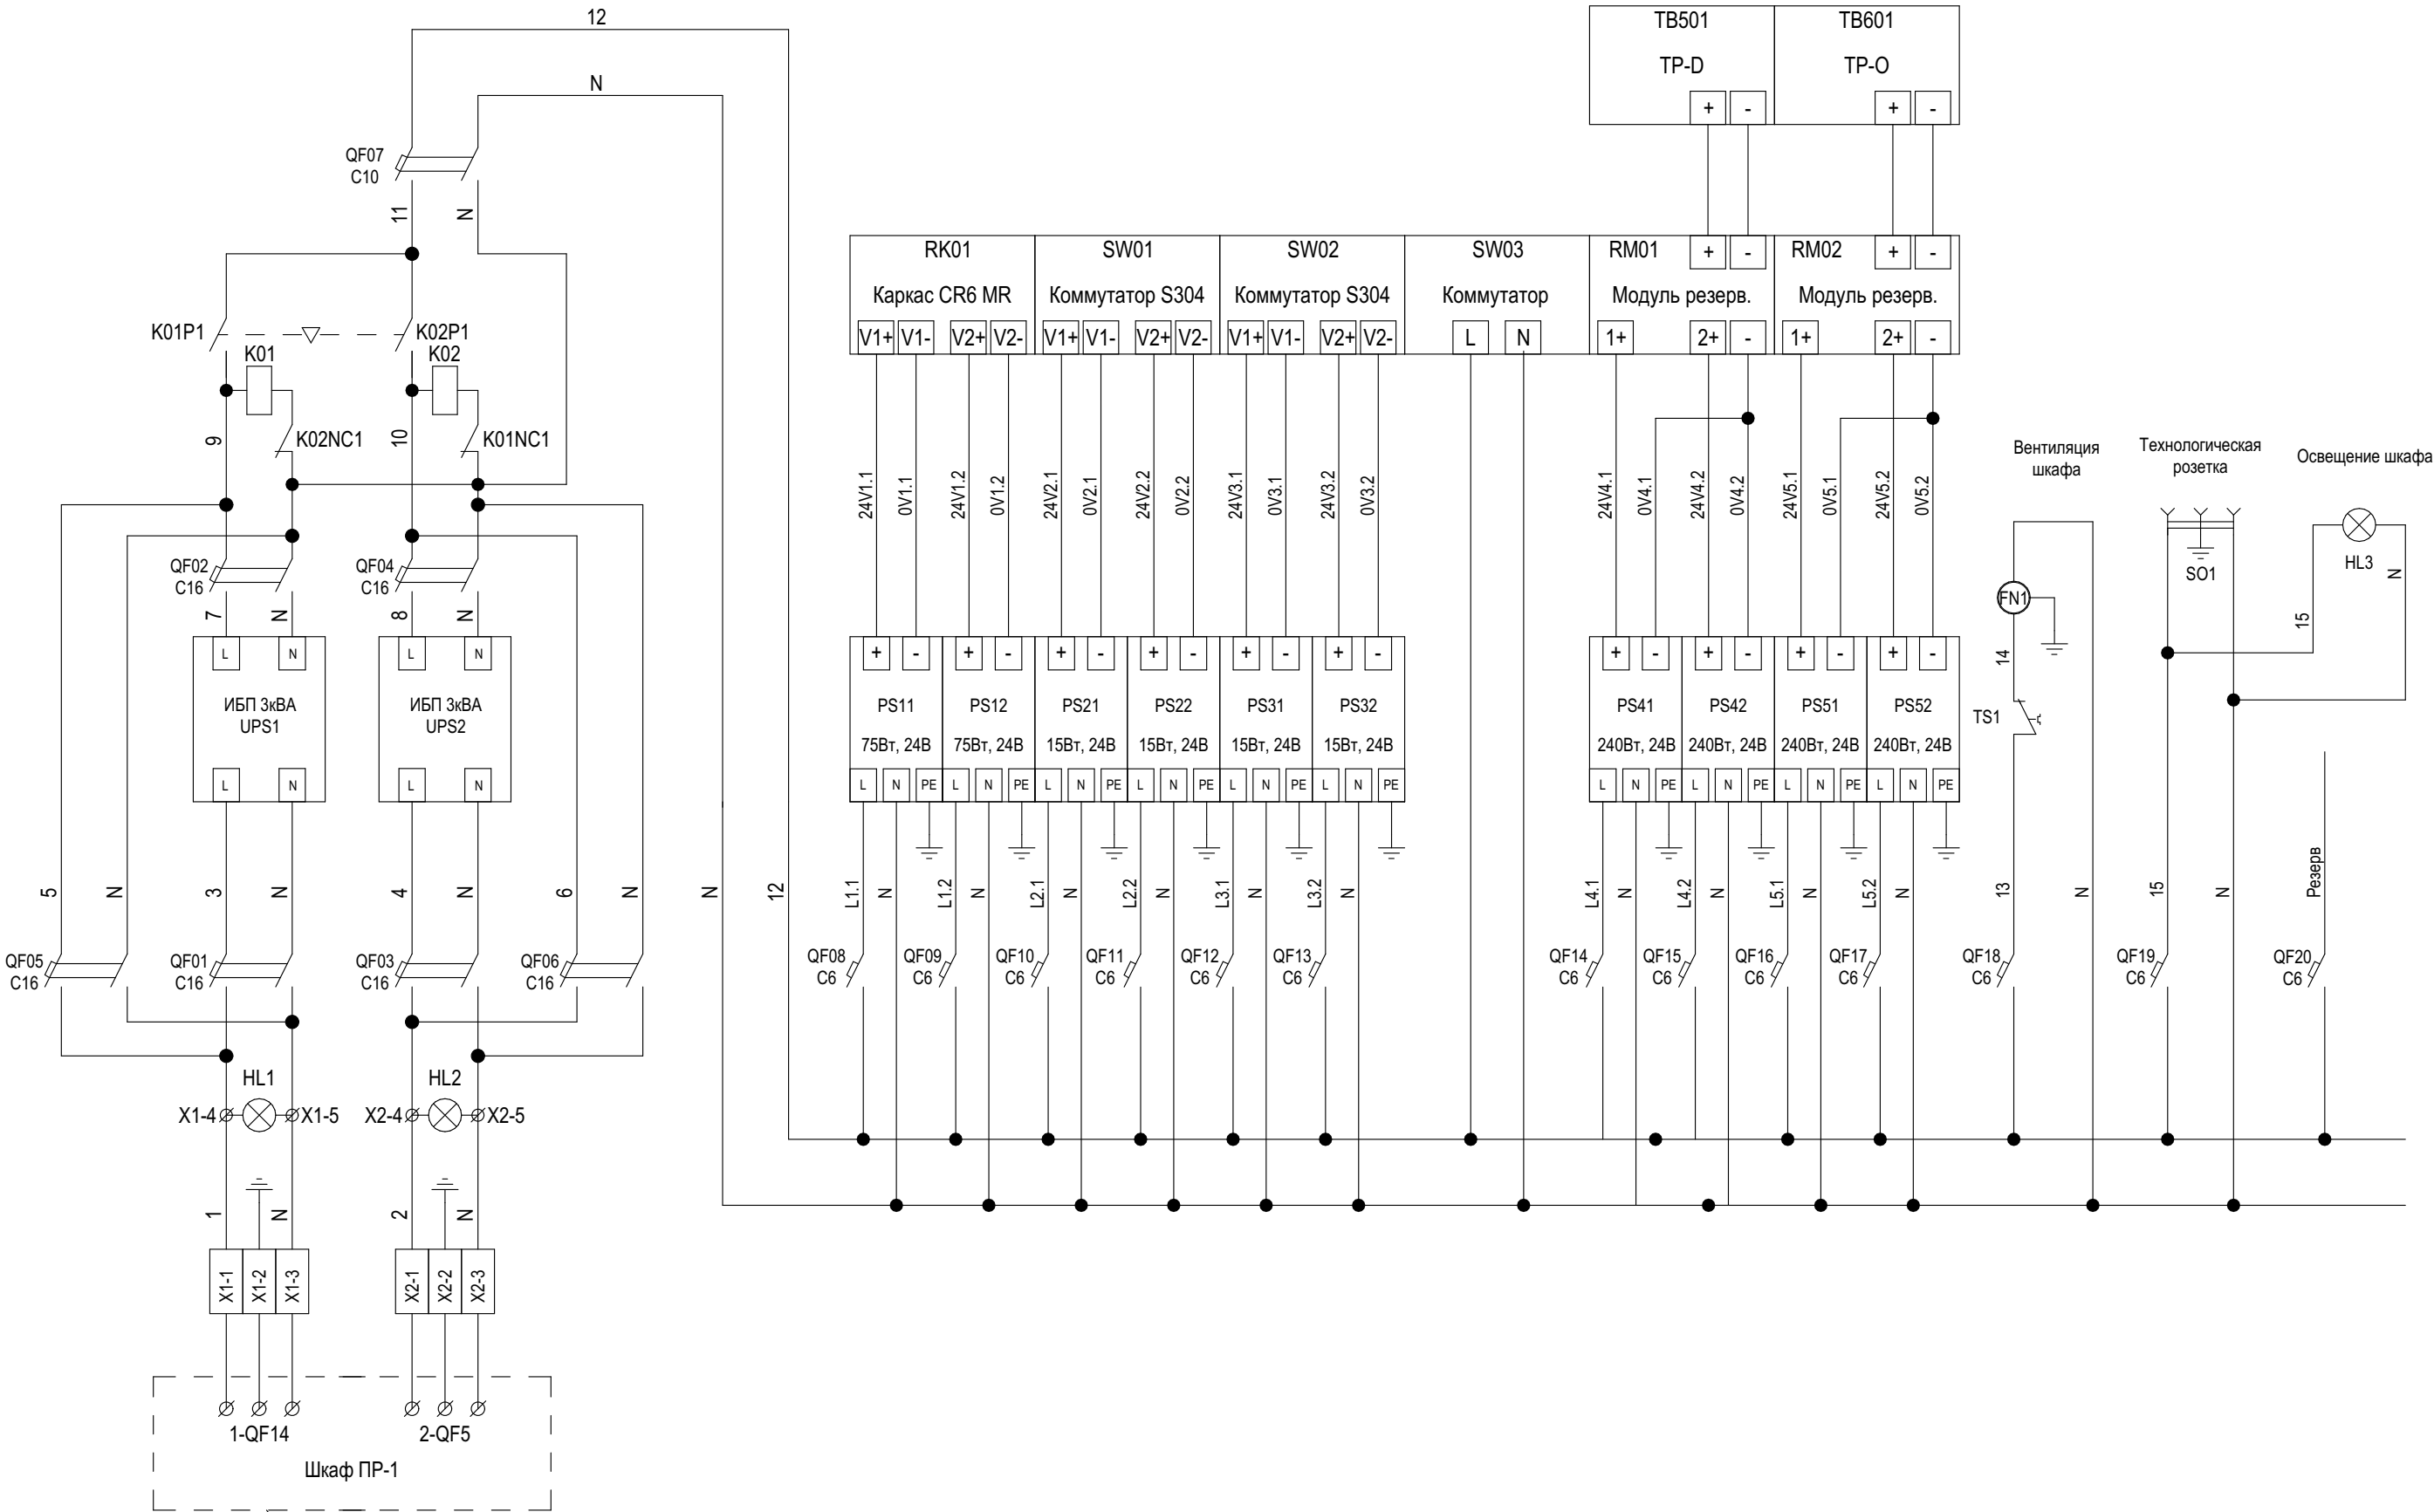 12
N
QF07
C10
11
N
K01P1
K02P1
K01
K02
9
K02NC1
10
K01NC1
QF02
C16
QF04
C16
7
N
8
N
L
N
L
N
ИБП 3кВА
UPS1
ИБП 3кВА
UPS2
L
N
L
N
5
N
3
N
4
N
6
N
N
12
QF05
C16
QF01
C16
QF03
C16
QF06
C16
HL1
HL2
X1-4
X1-5
X2-4
X2-5
1
N
2
N
X1-1
X1-2
X1-3
X2-1
X2-2
X2-3
1-QF14
2-QF5
Шкаф ПР-1
TB501
TB601
TP-D
TP-O
+
-
+
-
RK01
SW01
SW02
SW03
RM01
+
-
RM02
+
-
Каркас CR6 MR
Коммутатор S304
Коммутатор S304
Коммутатор
Модуль резерв.
Модуль резерв.
V1+
V1-
V2+
V2-
V1+
V1-
V2+
V2-
V1+
V1-
V2+
V2-
L
N
1+
2+
-
1+
2+
-
24V1.1
0V1.1
24V1.2
0V1.2
24V2.1
0V2.1
24V2.2
0V2.2
24V3.1
0V3.1
24V3.2
0V3.2
24V4.1
0V4.1
24V4.2
0V4.2
24V5.1
0V5.1
24V5.2
0V5.2
+
-
+
-
+
-
+
-
+
-
+
-
+
-
+
-
+
-
+
-
PS11
PS12
PS21
PS22
PS31
PS32
PS41
PS42
PS51
PS52
75Вт, 24В
75Вт, 24В
15Вт, 24В
15Вт, 24В
15Вт, 24В
15Вт, 24В
240Вт, 24В
240Вт, 24В
240Вт, 24В
240Вт, 24В
L
N
PE
L
N
PE
L
N
PE
L
N
PE
L
N
PE
L
N
PE
L
N
PE
L
N
PE
L
N
PE
L
N
PE
L1.1
N
L1.2
N
L2.1
N
L2.2
N
L3.1
N
L3.2
N
L4.1
N
L4.2
N
L5.1
N
L5.2
N
QF08
C6
QF09
C6
QF10
C6
QF11
C6
QF12
C6
QF13
C6
QF14
C6
QF15
C6
QF16
C6
QF17
C6
QF18
C6
QF19
C6
QF20
C6
Вентиляция
шкафа
Технологическая
розетка
Освещение шкафа
FN1
14
TS1
13
N
SO1
15
N
HL3
15
N
Резерв